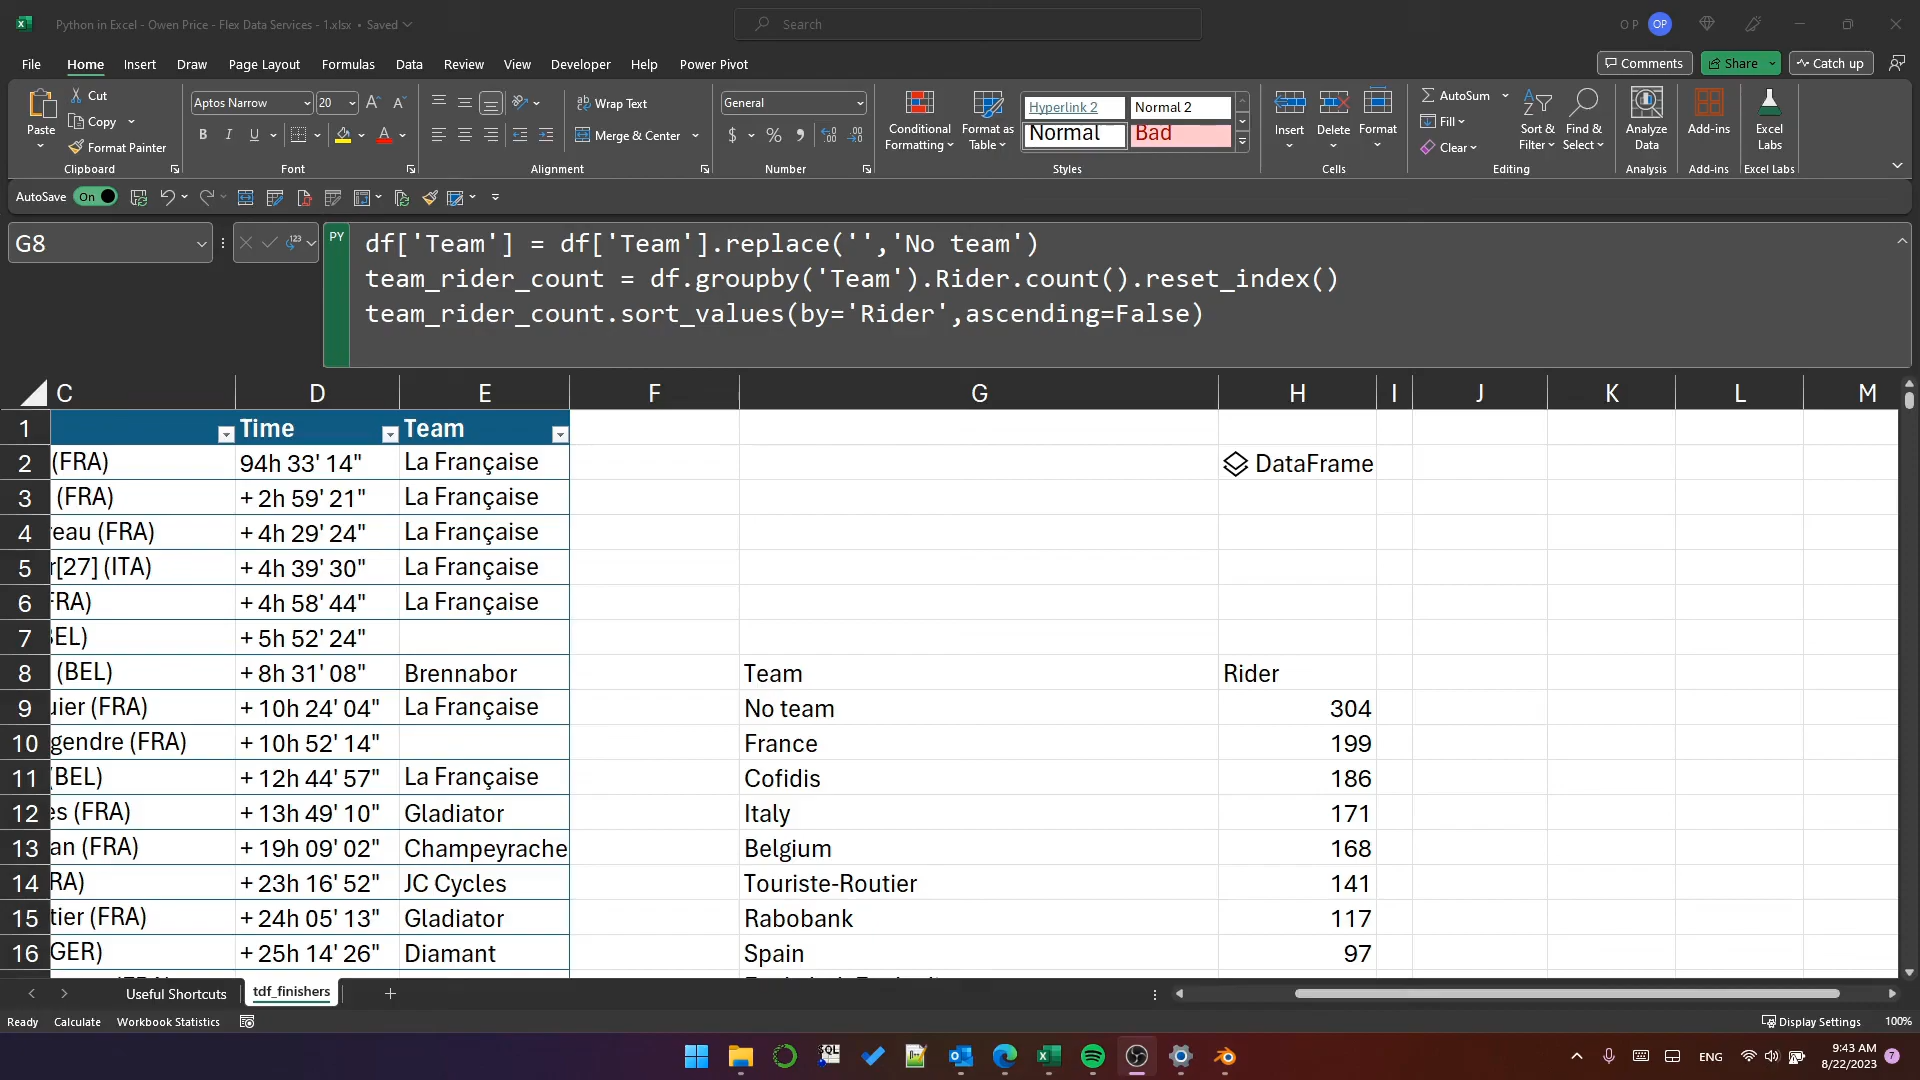 Python in Excel - Owen Price - Flex Data Services - 1.xlsx • Saved
Search
O P
OP
File
Home
Insert
Draw
Page Layout
Formulas
Data
Review
View
Developer
Help
Power Pivot
Comments
Share
Catch up
Paste
Cut
Copy
Format Painter
Clipboard
Aptos Narrow
20
B I U
Font
Wrap Text
Merge & Center
Alignment
General
$ % ,
Number
Conditional Formatting
Format as Table
Hyperlink 2
Normal 2
Normal
Bad
Styles
Insert
Delete
Format
Cells
AutoSum
Fill
Clear
Sort & Filter
Find & Select
Editing
Analyze Data
Analysis
Add-ins
Add-ins
Excel Labs
Excel Labs
AutoSave On
G8
PY
df['Team'] = df['Team'].replace('','No team')
team_rider_count = df.groupby('Team').Rider.count().reset_index()
team_rider_count.sort_values(by='Rider',ascending=False)
C D E F G H I J K L M
1 Time Team
2 (FRA) 94h 33' 14" La Française DataFrame
3 (FRA) + 2h 59' 21" La Française
4 reau (FRA) + 4h 29' 24" La Française
5 r[27] (ITA) + 4h 39' 30" La Française
6 FRA) + 4h 58' 44" La Française
7 BEL) + 5h 52' 24"
8 (BEL) + 8h 31' 08" Brennabor Team Rider
9 uier (FRA) + 10h 24' 04" La Française No team 304
10 gendre (FRA) + 10h 52' 14" France 199
11 (BEL) + 12h 44' 57" La Française Cofidis 186
12 es (FRA) + 13h 49' 10" Gladiator Italy 171
13 an (FRA) + 19h 09' 02" Champeyrache Belgium 168
14 RA) + 23h 16' 52" JC Cycles Touriste-Routier 141
15 tier (FRA) + 24h 05' 13" Gladiator Rabobank 117
16 GER) + 25h 14' 26" Diamant Spain 97
Useful Shortcuts
tdf_finishers
Ready
Calculate
Workbook Statistics
Display Settings
100%
SQL
ENG
9:43 AM
8/22/2023
7